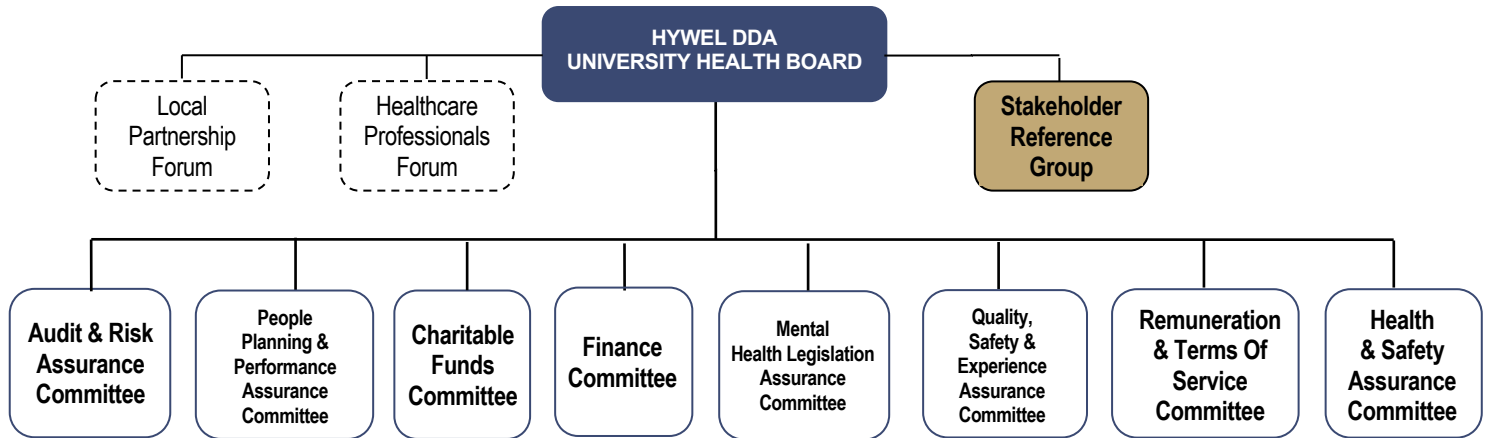 HYWEL DDA
UNIVERSITY HEALTH BOARD
Local
Partnership
Forum
Healthcare
Professionals
Forum
Stakeholder
Reference
Group
Audit & Risk
Assurance
Committee
People
Planning &
Performance
Assurance
Committee
Charitable
Funds
Committee
Finance
Committee
Mental
Health Legislation
Assurance
Committee
Quality,
Safety &
Experience
Assurance
Committee
Remuneration
& Terms Of
Service
Committee
Health
& Safety
Assurance
Committee